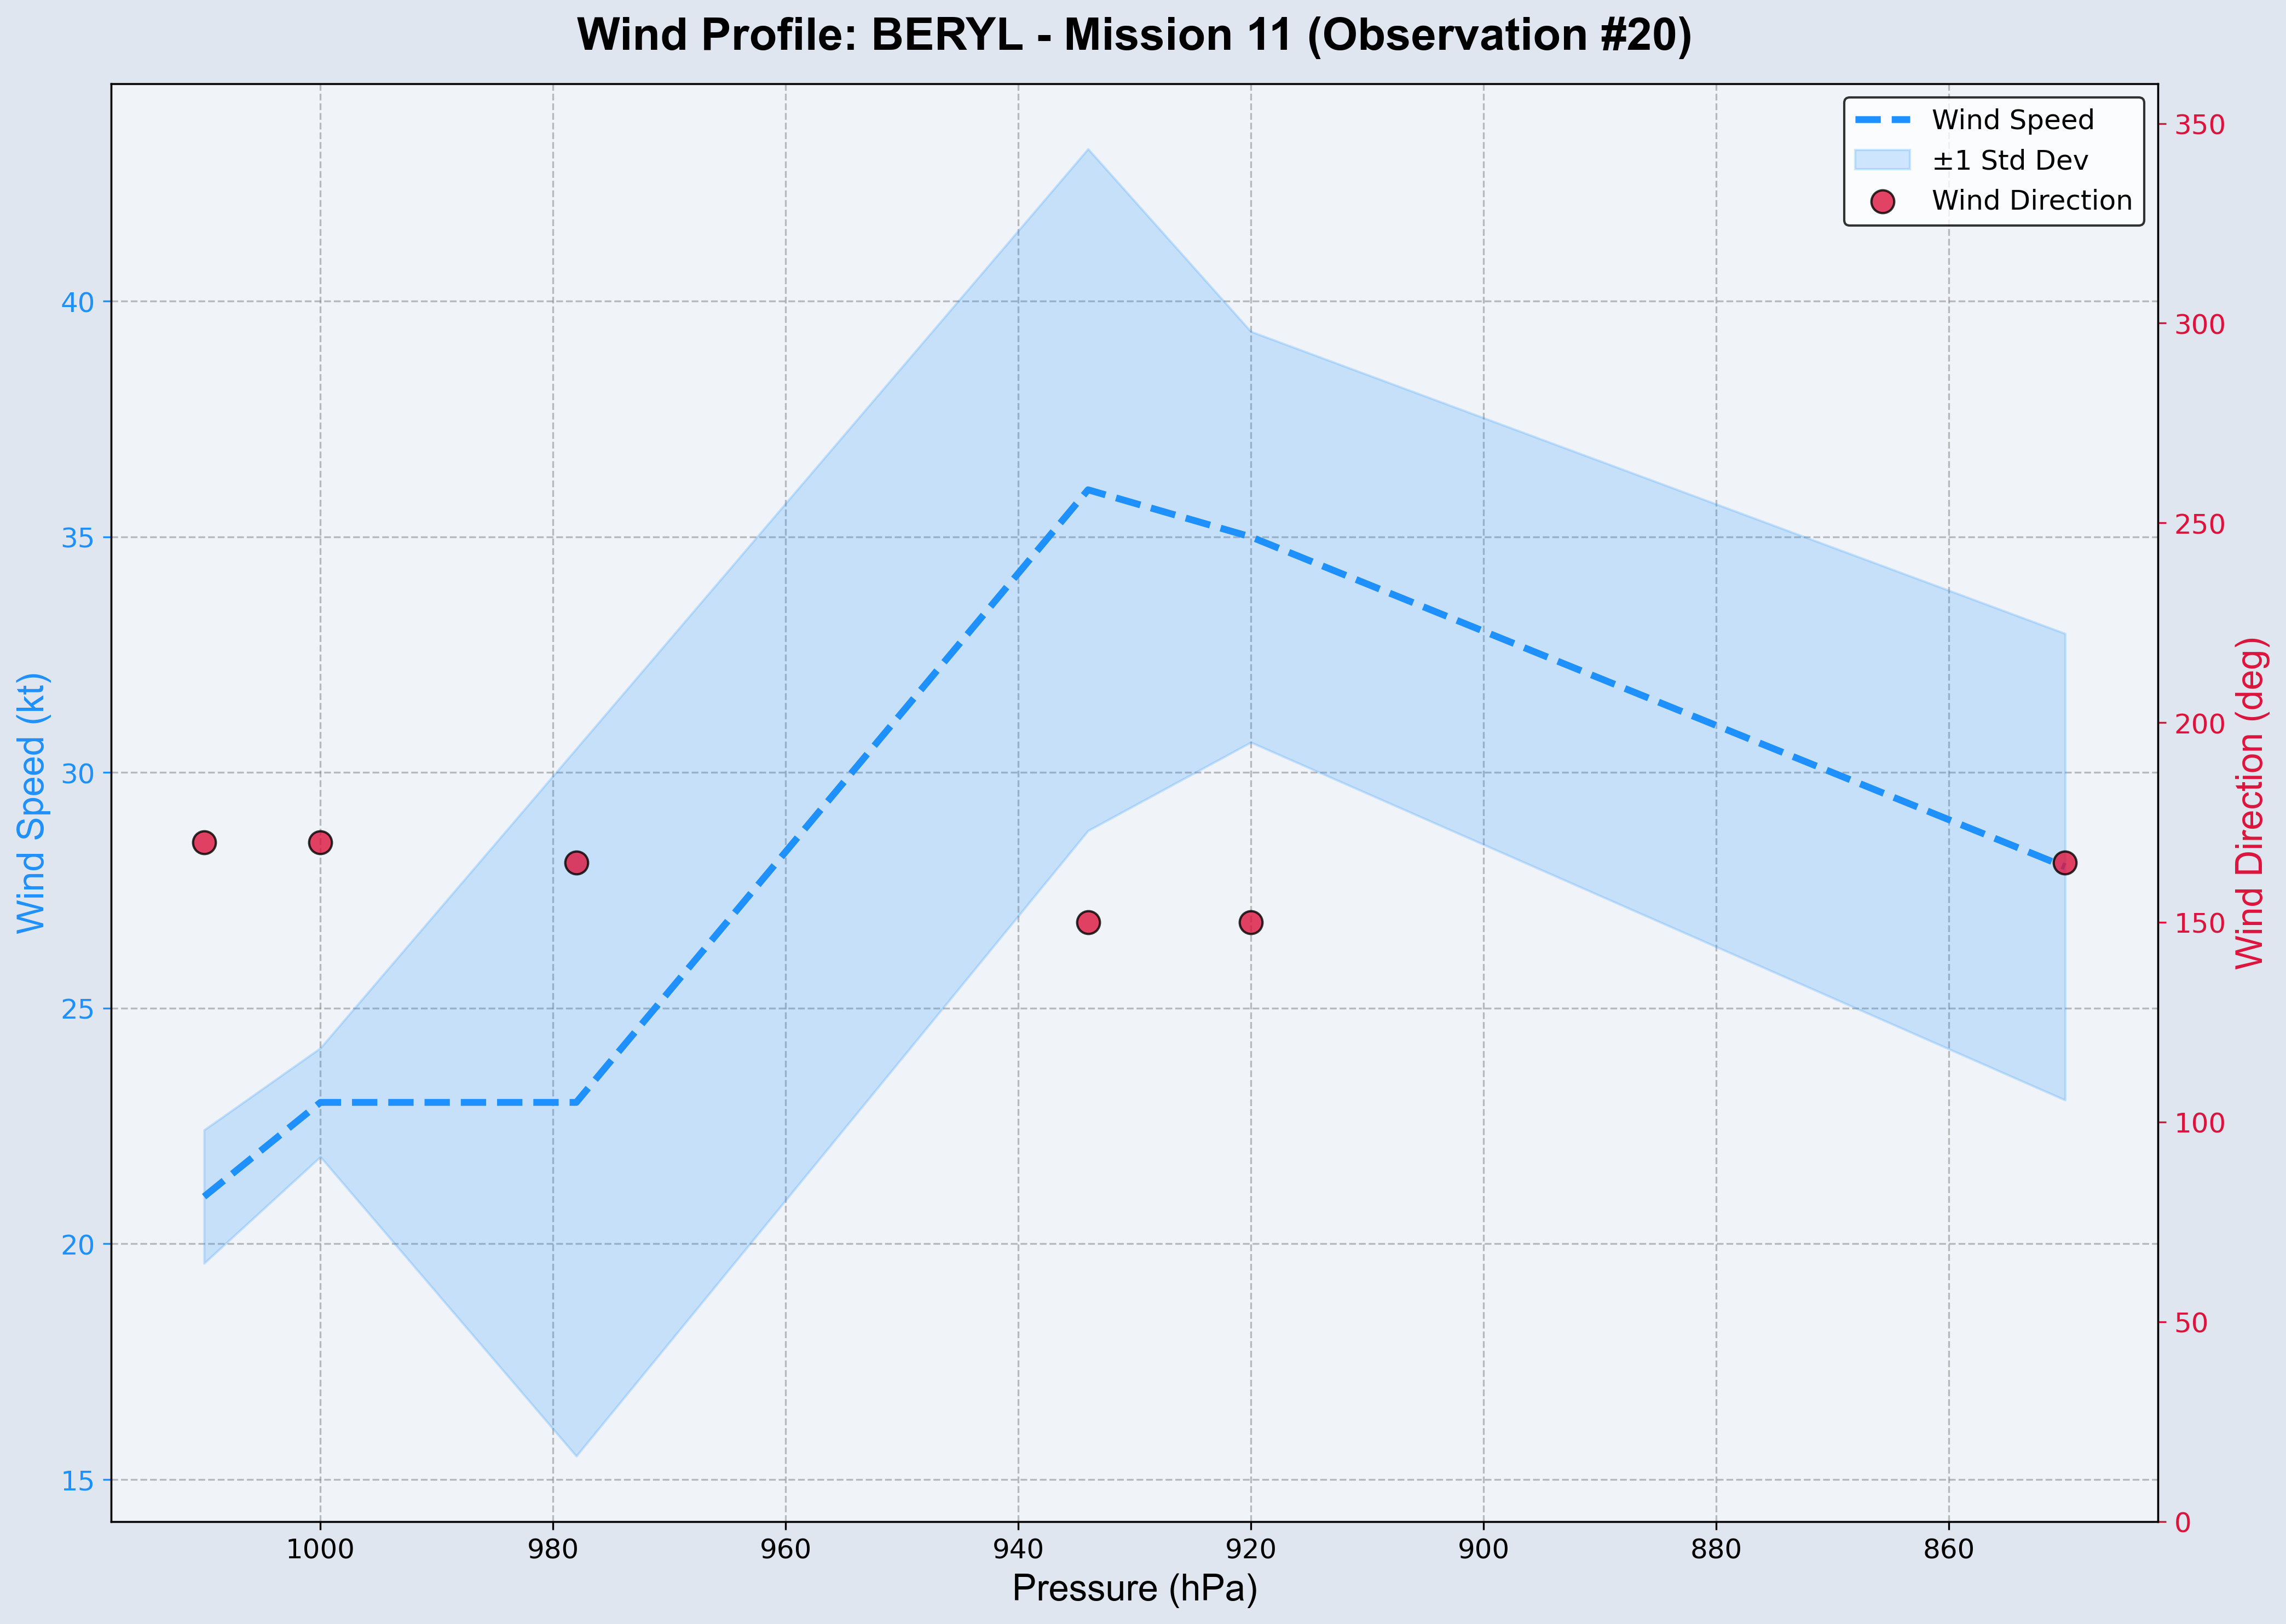 Wind Profile: BERYL - Mission 11 (Observation #20)
Wind Speed
±1 Std Dev
Wind Direction
Wind Speed (kt)
40
35
30
25
20
15
350
300
250
200
150
100
50
0
Wind Direction (deg)
1000 980 960 940 920 900 880 860
Pressure (hPa)